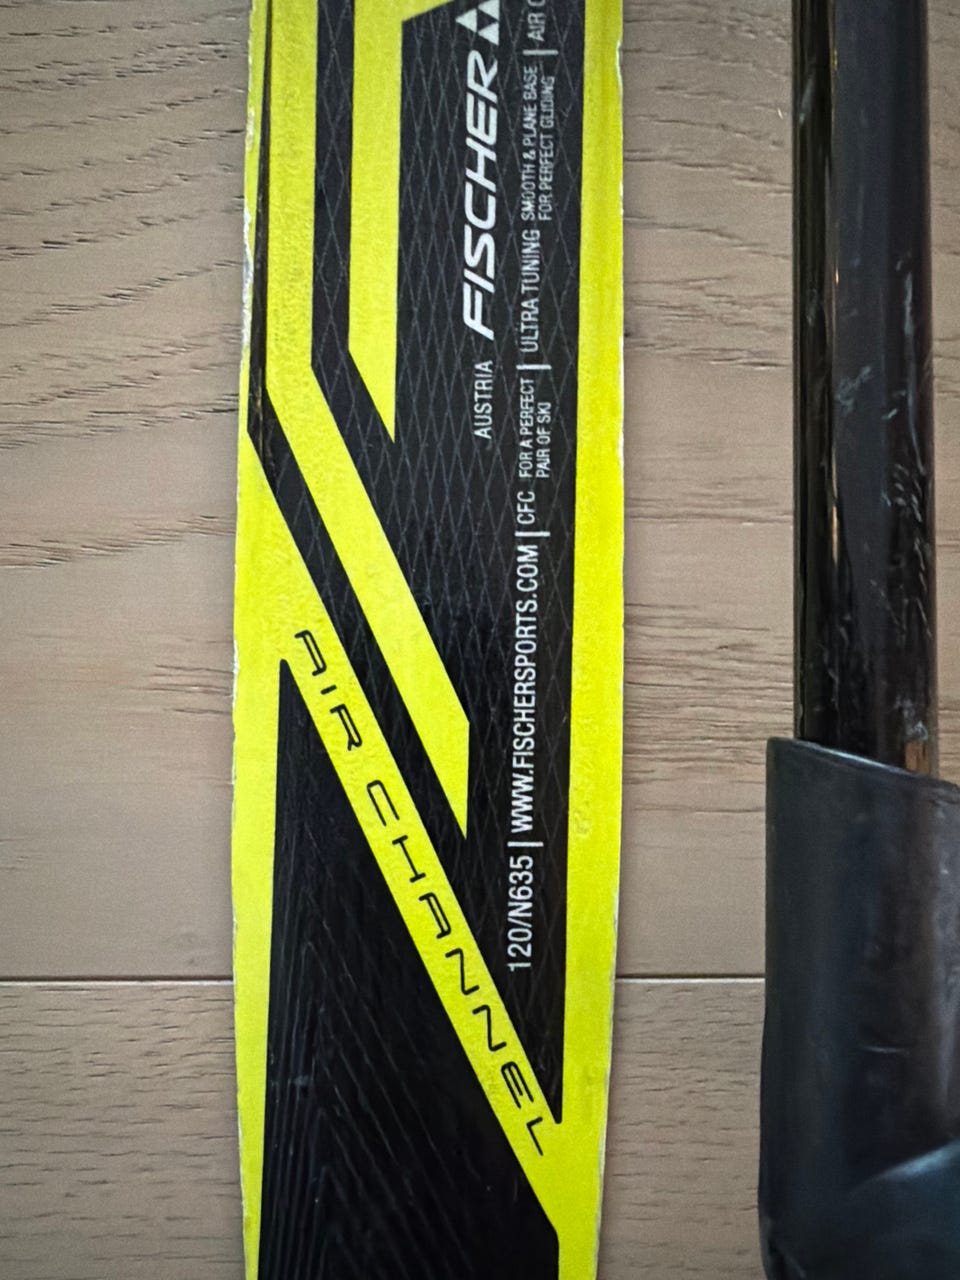 AUSTRIA FISCHER
120/N635 | WWW.FISCHERSPORTS.COM | CFC FOR A PERFECT PAIR OF SKI | ULTRA TUNING SMOOTH & PLANE BASE FOR PERFECT GLIDING | AIR
AIR CHANNEL